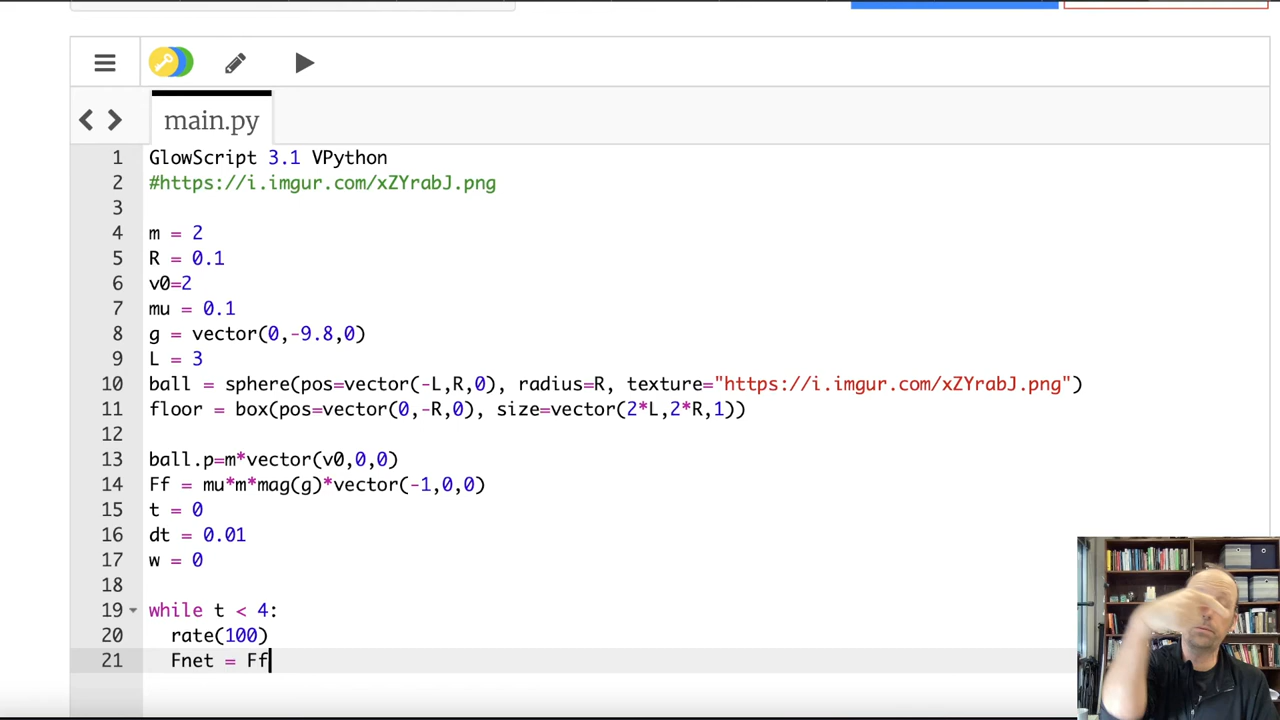 main.py
1 GlowScript 3.1 VPython
2 #https://i.imgur.com/xZYrabJ.png
3
4 m = 2
5 R = 0.1
6 v0=2
7 mu = 0.1
8 g = vector(0,-9.8,0)
9 L = 3
10 ball = sphere(pos=vector(-L,R,0), radius=R, texture="https://i.imgur.com/xZYrabJ.png")
11 floor = box(pos=vector(0,-R,0), size=vector(2*L,2*R,1))
12
13 ball.p=m*vector(v0,0,0)
14 Ff = mu*m*mag(g)*vector(-1,0,0)
15 t = 0
16 dt = 0.01
17 w = 0
18
19 while t < 4:
20 rate(100)
21 Fnet = Ff